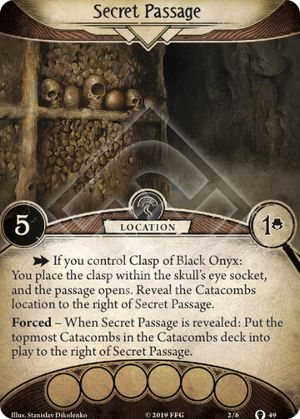 Secret Passage
5
LOCATION
1
If you control Clasp of Black Onyx:
You place the clasp within the skull's eye socket,
and the passage opens. Reveal the Catacombs
location to the right of Secret Passage.
Forced – When Secret Passage is revealed: Put the
topmost Catacombs in the Catacombs deck into
play to the right of Secret Passage.
Illus. Stanislav Dikolenko
© 2019 FFG
2/6
49